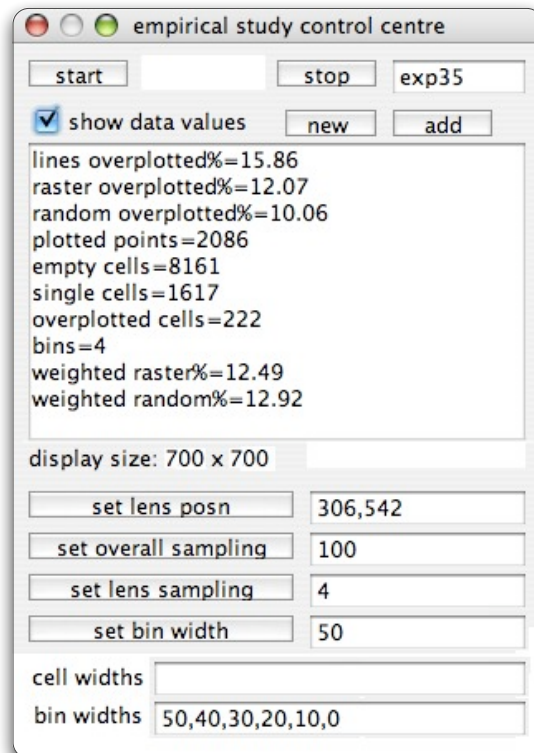 empirical study control centre
start stop exp35
show data values new add
lines overplotted%=15.86
raster overplotted%=12.07
random overplotted%=10.06
plotted points=2086
empty cells=8161
single cells=1617
overplotted cells=222
bins=4
weighted raster%=12.49
weighted random%=12.92
display size: 700 x 700
set lens posn 306,542
set overall sampling 100
set lens sampling 4
set bin width 50
cell widths
bin widths 50,40,30,20,10,0